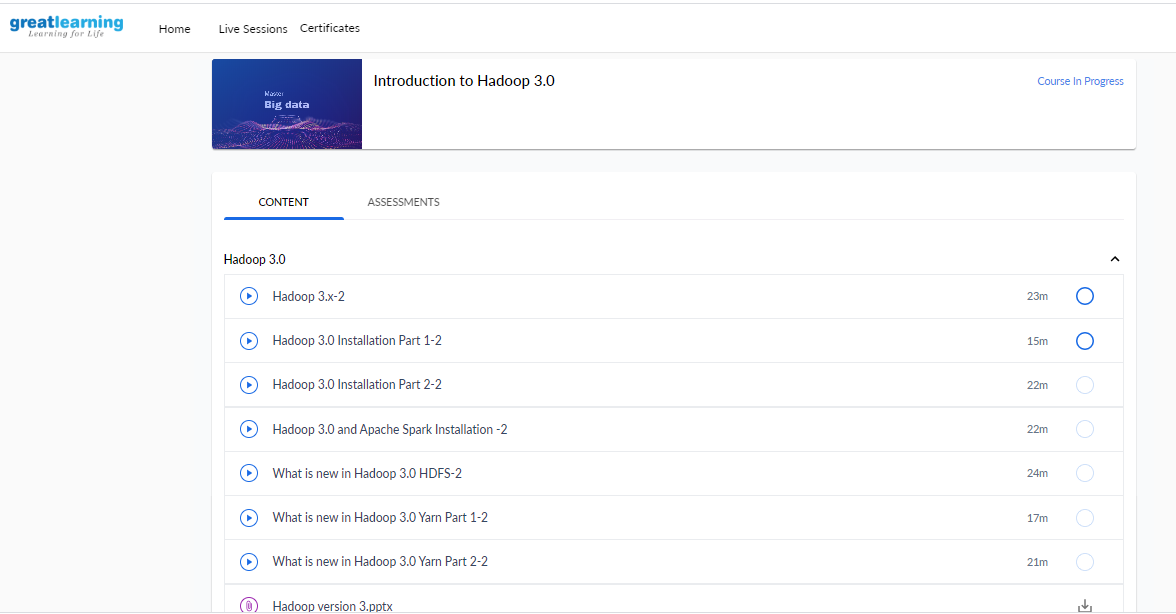 greatlearning
Learning for Life
Home Live Sessions Certificates
Master
Big data
Introduction to Hadoop 3.0
Course In Progress
CONTENT ASSESSMENTS
Hadoop 3.0
Hadoop 3.x-2 23m
Hadoop 3.0 Installation Part 1-2 15m
Hadoop 3.0 Installation Part 2-2 22m
Hadoop 3.0 and Apache Spark Installation -2 22m
What is new in Hadoop 3.0 HDFS-2 24m
What is new in Hadoop 3.0 Yarn Part 1-2 17m
What is new in Hadoop 3.0 Yarn Part 2-2 21m
Hadoop version 3.pptx